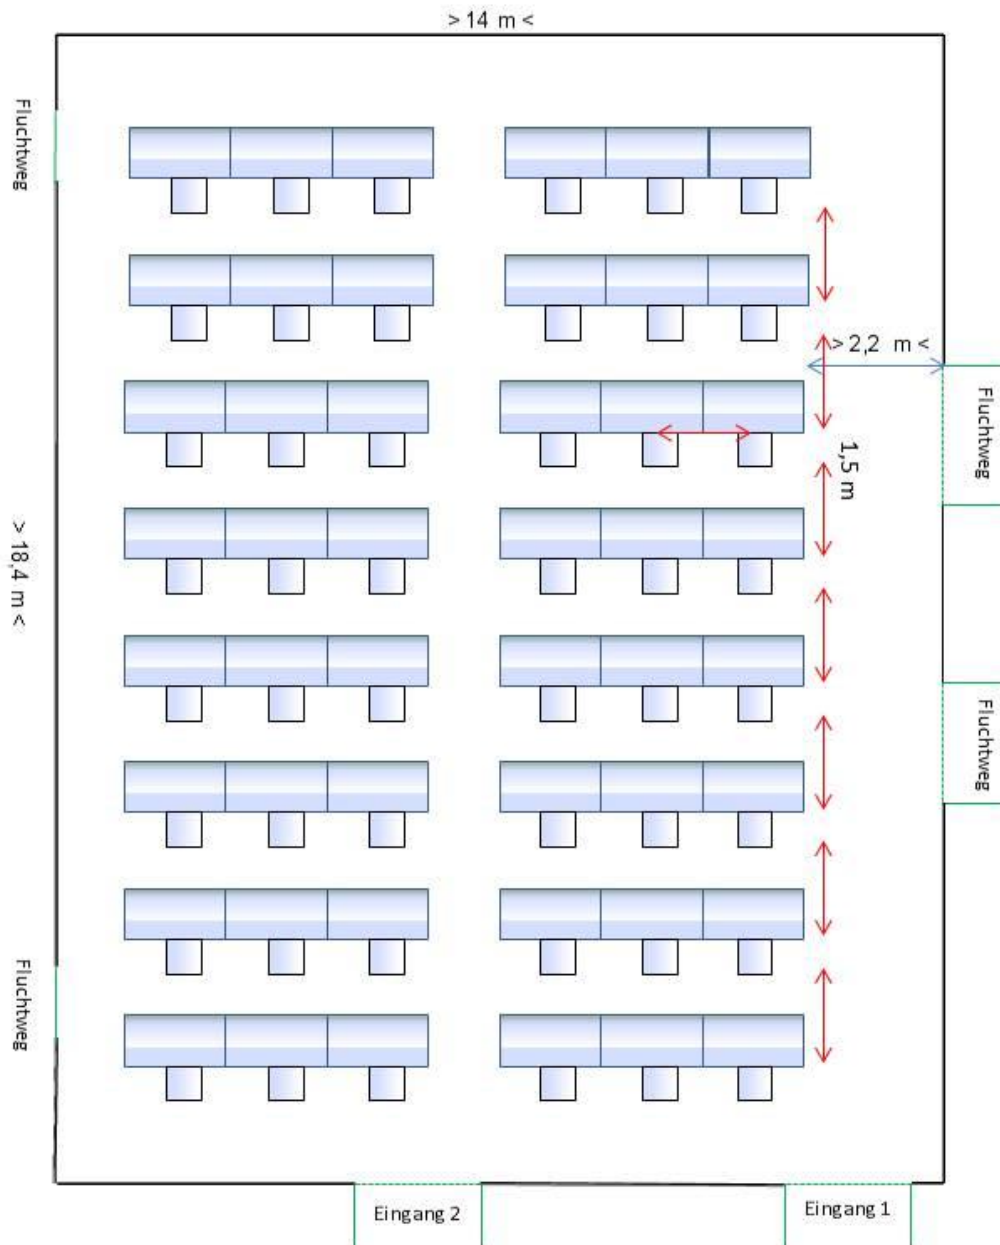 > 14 m <
Fluchtweg
> 2,2 m <
Fluchtweg
1,5 m
> 18,4 m <
Fluchtweg
Fluchtweg
Eingang 2
Eingang 1